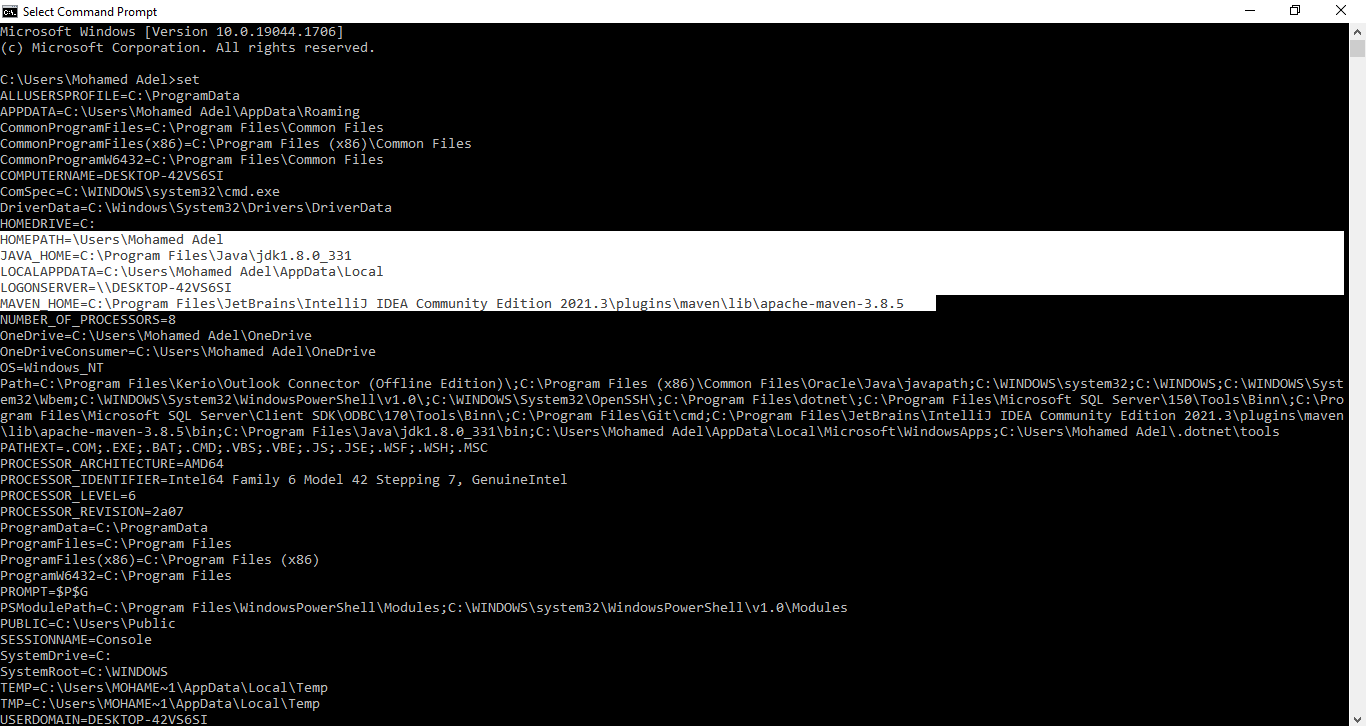 Select Command Prompt
Microsoft Windows [Version 10.0.19044.1706]
(c) Microsoft Corporation. All rights reserved.
C:\Users\Mohamed Adel>set
ALLUSERSPROFILE=C:\ProgramData
APPDATA=C:\Users\Mohamed Adel\AppData\Roaming
CommonProgramFiles=C:\Program Files\Common Files
CommonProgramFiles(x86)=C:\Program Files (x86)\Common Files
CommonProgramW6432=C:\Program Files\Common Files
COMPUTERNAME=DESKTOP-42VS6SI
ComSpec=C:\WINDOWS\system32\cmd.exe
DriverData=C:\Windows\System32\Drivers\DriverData
HOMEDRIVE=C:
HOMEPATH=\Users\Mohamed Adel
JAVA_HOME=C:\Program Files\Java\jdk1.8.0_331
LOCALAPPDATA=C:\Users\Mohamed Adel\AppData\Local
LOGONSERVER=\\DESKTOP-42VS6SI
MAVEN_HOME=C:\Program Files\JetBrains\IntelliJ IDEA Community Edition 2021.3\plugins\maven\lib\apache-maven-3.8.5
NUMBER_OF_PROCESSORS=8
OneDrive=C:\Users\Mohamed Adel\OneDrive
OneDriveConsumer=C:\Users\Mohamed Adel\OneDrive
OS=Windows_NT
Path=C:\Program Files\Kerio\Outlook Connector (Offline Edition)\;C:\Program Files (x86)\Common Files\Oracle\Java\javapath;C:\WINDOWS\system32;C:\WINDOWS;C:\WINDOWS\Syst
em32\Wbem;C:\WINDOWS\System32\WindowsPowerShell\v1.0\;C:\WINDOWS\System32\OpenSSH\;C:\Program Files\dotnet\;C:\Program Files\Microsoft SQL Server\150\Tools\Binn\;C:\Pro
gram Files\Microsoft SQL Server\Client SDK\ODBC\170\Tools\Binn\;C:\Program Files\Git\cmd;C:\Program Files\JetBrains\IntelliJ IDEA Community Edition 2021.3\plugins\maven
\lib\apache-maven-3.8.5\bin;C:\Program Files\Java\jdk1.8.0_331\bin;C:\Users\Mohamed Adel\AppData\Local\Microsoft\WindowsApps;C:\Users\Mohamed Adel\.dotnet\tools
PATHEXT=.COM;.EXE;.BAT;.CMD;.VBS;.VBE;.JS;.JSE;.WSF;.WSH;.MSC
PROCESSOR_ARCHITECTURE=AMD64
PROCESSOR_IDENTIFIER=Intel64 Family 6 Model 42 Stepping 7, GenuineIntel
PROCESSOR_LEVEL=6
PROCESSOR_REVISION=2a07
ProgramData=C:\ProgramData
ProgramFiles=C:\Program Files
ProgramFiles(x86)=C:\Program Files (x86)
ProgramW6432=C:\Program Files
PROMPT=$P$G
PSModulePath=C:\Program Files\WindowsPowerShell\Modules;C:\WINDOWS\system32\WindowsPowerShell\v1.0\Modules
PUBLIC=C:\Users\Public
SESSIONNAME=Console
SystemDrive=C:
SystemRoot=C:\WINDOWS
TEMP=C:\Users\MOHAME~1\AppData\Local\Temp
TMP=C:\Users\MOHAME~1\AppData\Local\Temp
USERDOMAIN=DESKTOP-42VS6SI